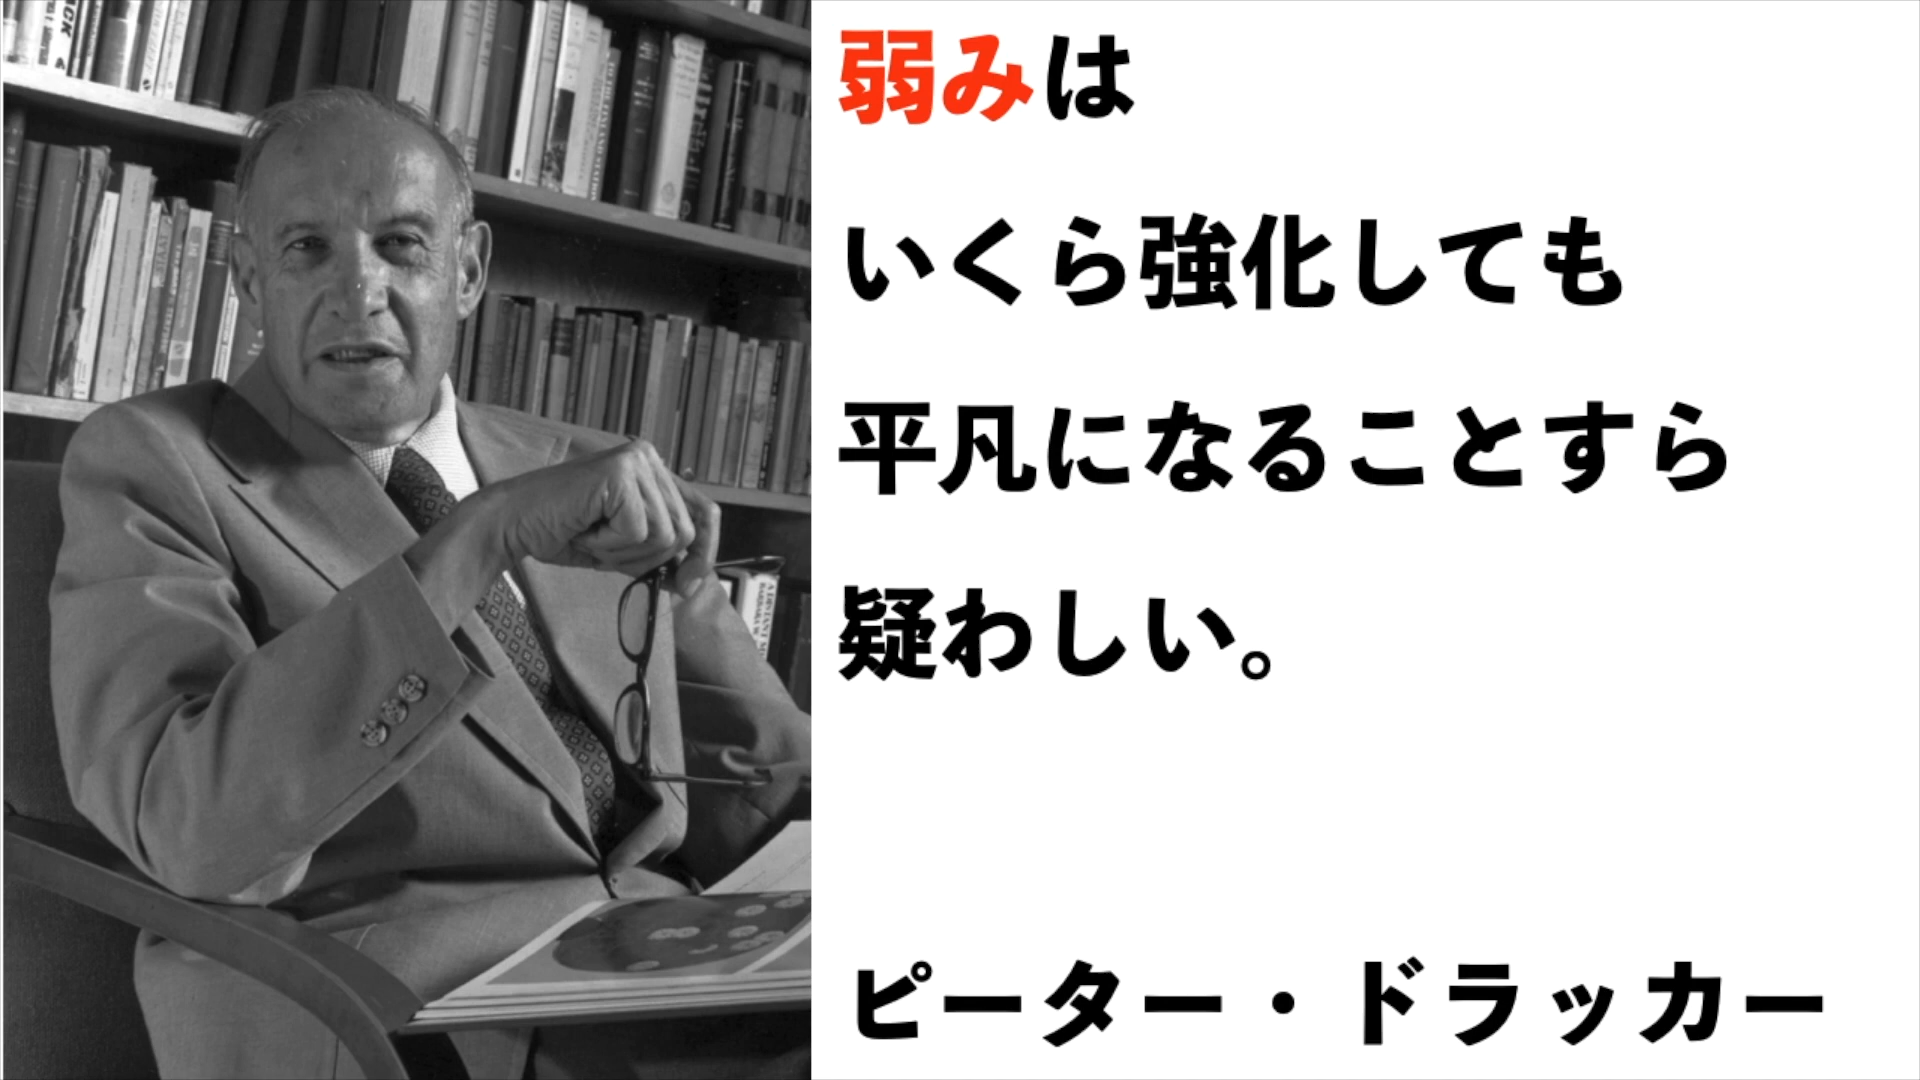 弱みは
いくら強化しても
平凡になることすら
疑わしい。
ピーター・ドラッカー